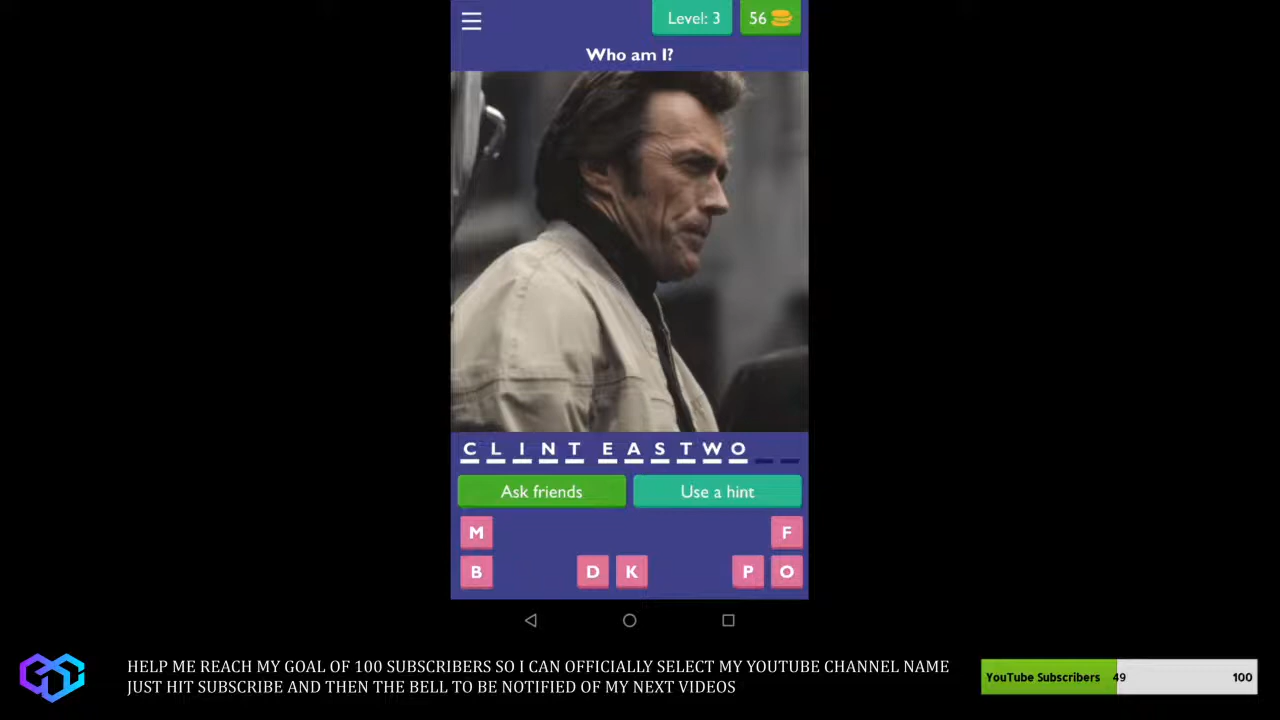 Level: 3
56
Who am I?
CLINT EASTWO
Ask friends
Use a hint
M F
B D K P O
HELP ME REACH MY GOAL OF 100 SUBSCRIBERS SO I CAN OFFICIALLY SELECT MY YOUTUBE CHANNEL NAME
JUST HIT SUBSCRIBE AND THEN THE BELL TO BE NOTIFIED OF MY NEXT VIDEOS
YouTube Subscribers 49 100